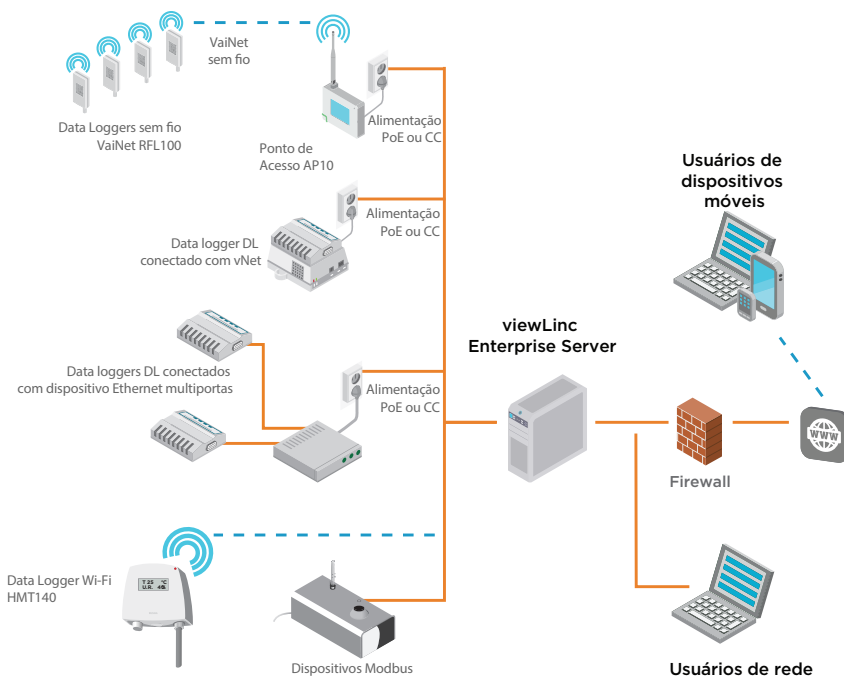 VaiNet
sem fio
Data Loggers sem fio
VaiNet RFL100
Ponto de
Acesso AP10
Alimentação
PoE ou CC
Data logger DL
conectado com vNet
Alimentação
PoE ou CC
Data loggers DL conectados
com dispositivo Ethernet multiportas
Alimentação
PoE ou CC
Data Logger Wi-Fi
HMT140
T 25 °C
U.R.
Dispositivos Modbus
viewLinc
Enterprise Server
Usuários de
dispositivos
móveis
Firewall
WWW
Usuários de rede